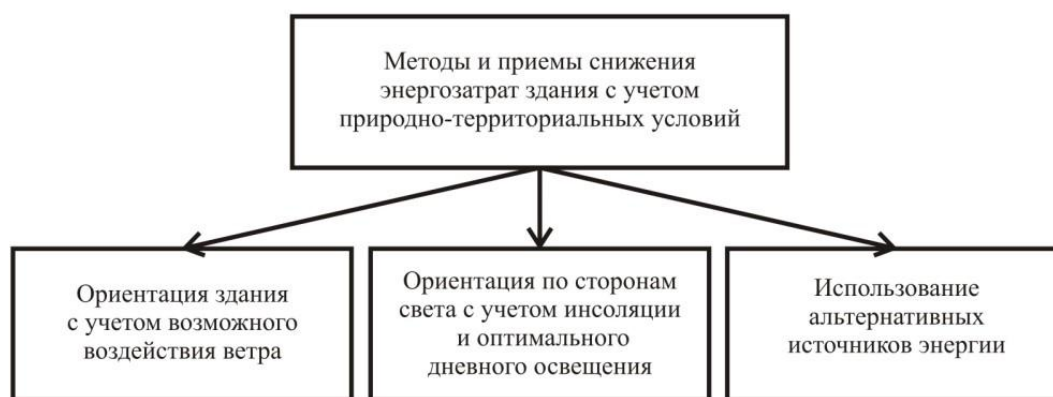 Методы и приемы снижения
энергозатрат здания с учетом
природно-территориальных условий
Ориентация здания
с учетом возможного
воздействия ветра
Ориентация по сторонам
света с учетом инсоляции
и оптимального
дневного освещения
Использование
альтернативных
источников энергии